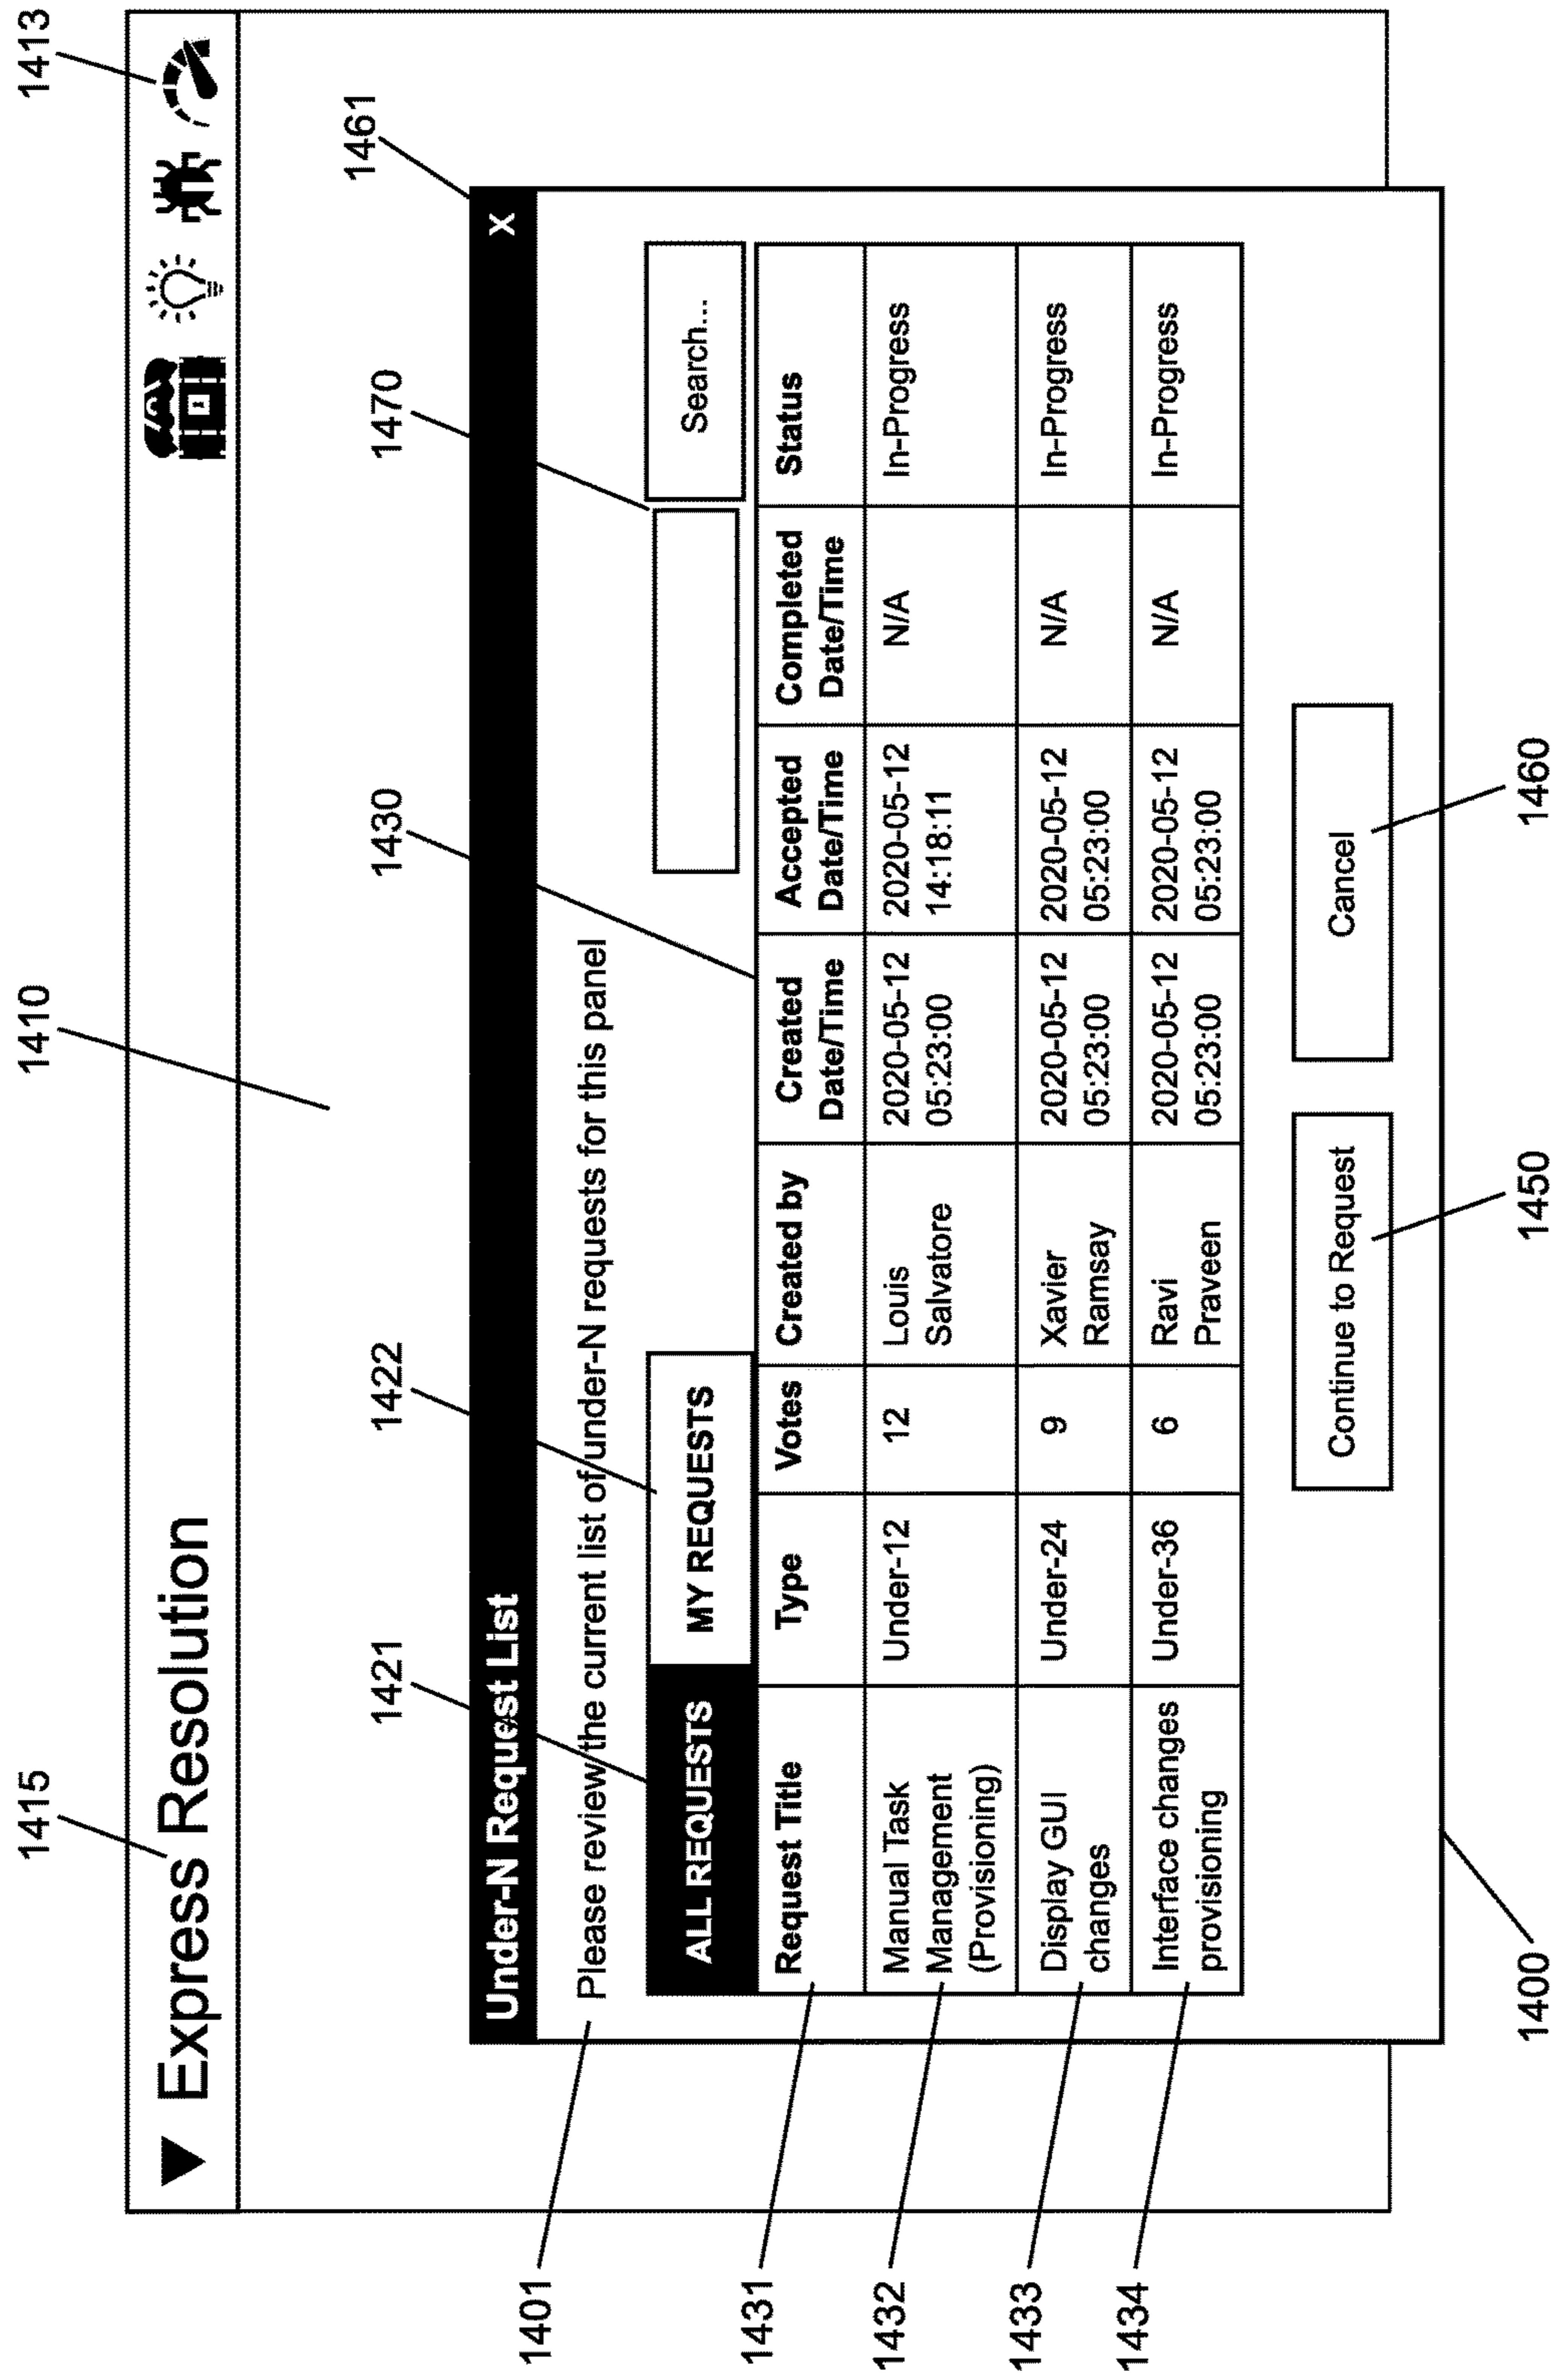 1415
1410
1413
Express Resolution
1421
1422
1430
1470
1461
Under-N Request List
X
1401
Please review the current list of under-N requests for this panel
ALL REQUESTS
MY REQUESTS
Search...
1431
Request Title
Type
Votes
Created by
Created
Date/Time
Accepted
Date/Time
Completed
Date/Time
Status
1432
Manual Task
Management
(Provisioning)
Under-12
12
Louis
Salvatore
2020-05-12
05:23:00
2020-05-12
14:18:11
N/A
In-Progress
1433
Display GUI
changes
Under-24
9
Xavier
Ramsay
2020-05-12
05:23:00
2020-05-12
05:23:00
N/A
In-Progress
1434
Interface changes
provisioning
Under-36
6
Ravi
Praveen
2020-05-12
05:23:00
2020-05-12
05:23:00
N/A
In-Progress
Continue to Request
Cancel
1400
1450
1460